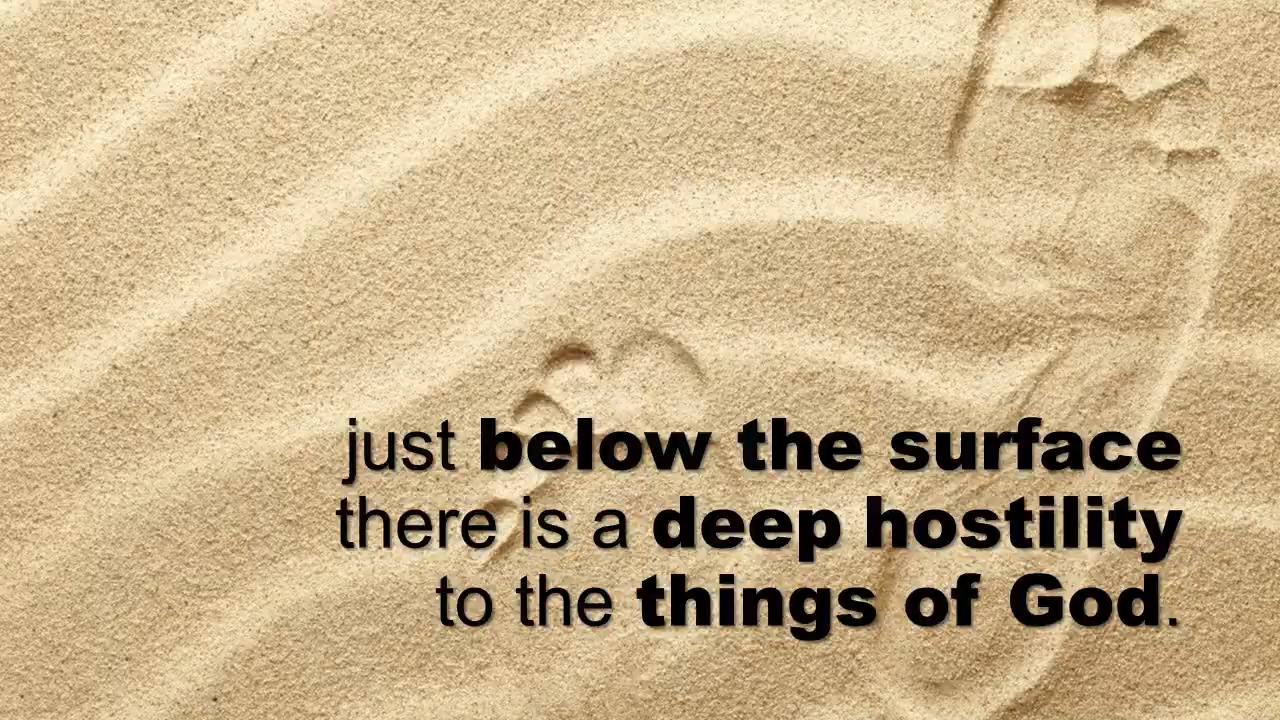 just below the surface
there is a deep hostility
to the things of God.